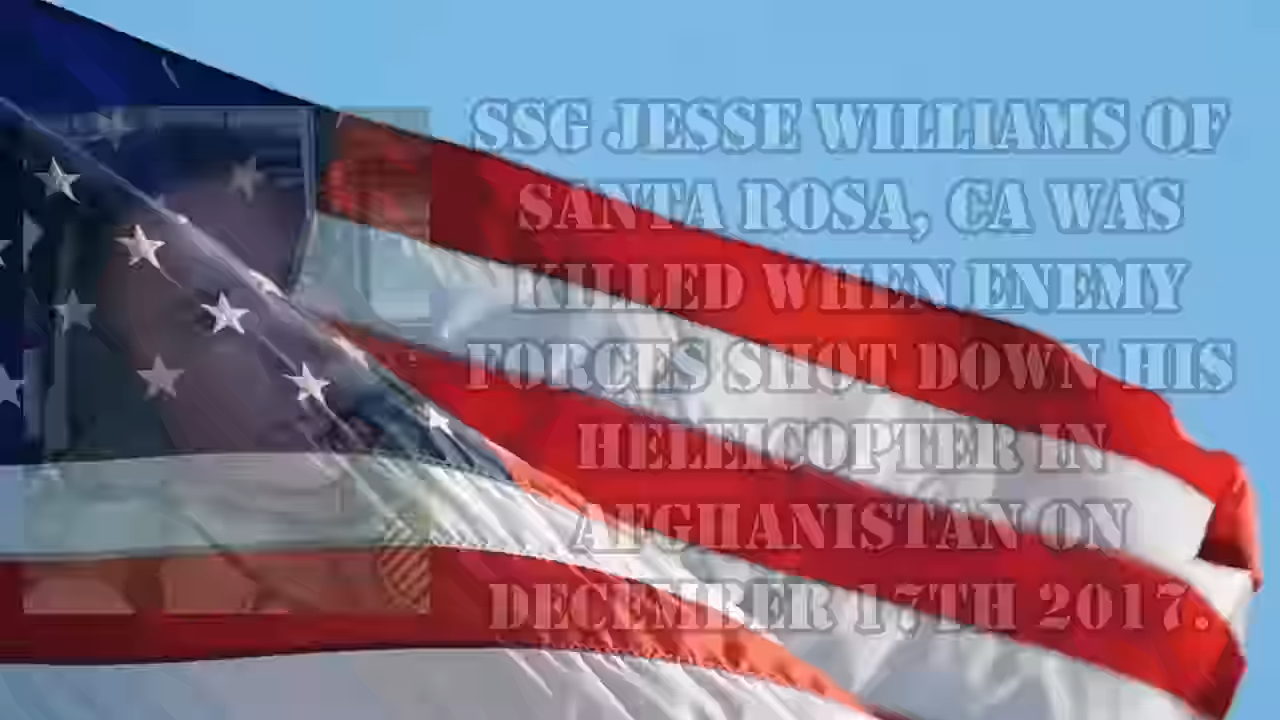 SSG JESSE WILLIAMS OF
SANTA ROSA, CA WAS
KILLED WHEN ENEMY
FORCES SHOT DOWN HIS
HELEICOPTER IN
AFGHANISTAN ON
DECEMBER 17TH 2017.